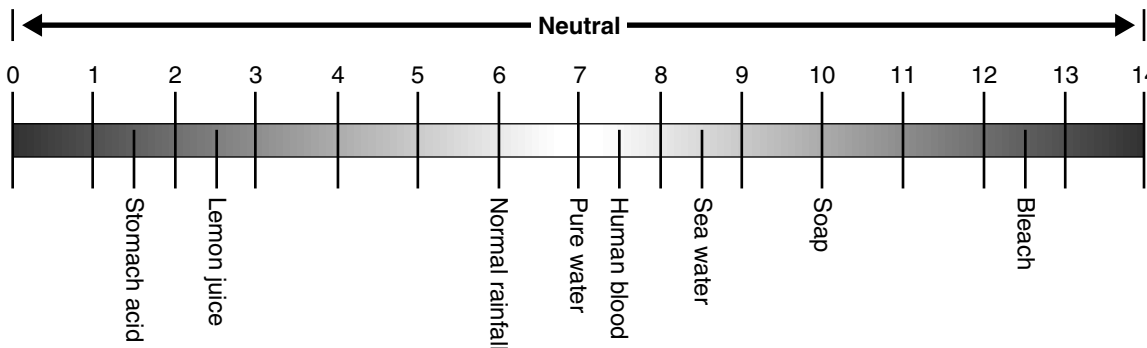 Neutral
0 1 2 3 4 5 6 7 8 9 10 11 12 13 14
Stomach acid
Lemon juice
Normal rainfall
Pure water
Human blood
Sea water
Soap
Bleach